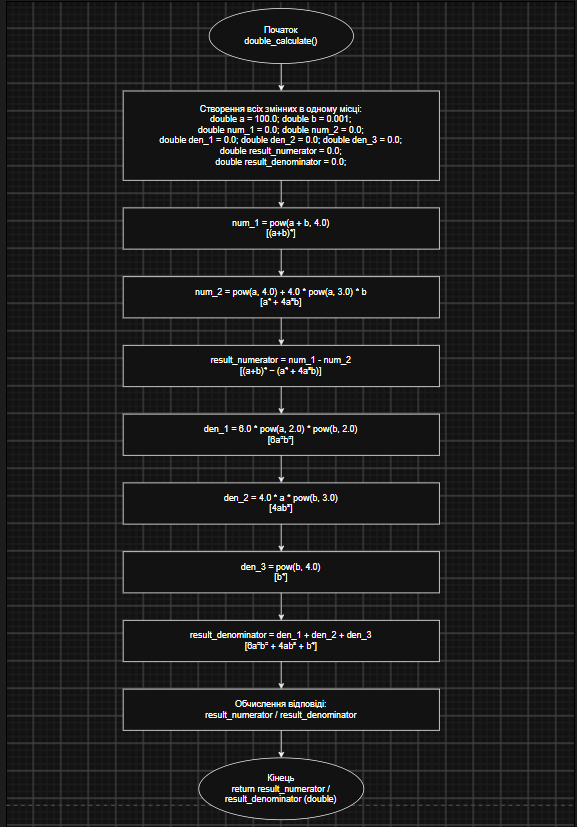 Початок
double_calculate()
Створення всіх змінних в одному місці:
double a = 100.0; double b = 0.001;
double num_1 = 0.0; double num_2 = 0.0;
double den_1 = 0.0; double den_2 = 0.0; double den_3 = 0.0;
double result_numerator = 0.0;
double result_denominator = 0.0;
num_1 = pow(a + b, 4.0)
[(a+b)⁴]
num_2 = pow(a, 4.0) + 4.0 * pow(a, 3.0) * b
[a⁴ + 4a³b]
result_numerator = num_1 - num_2
[(a+b)⁴ − (a⁴ + 4a³b)]
den_1 = 6.0 * pow(a, 2.0) * pow(b, 2.0)
[6a²b²]
den_2 = 4.0 * a * pow(b, 3.0)
[4ab³]
den_3 = pow(b, 4.0)
[b⁴]
result_denominator = den_1 + den_2 + den_3
[6a²b² + 4ab³ + b⁴]
Обчислення відповіді:
result_numerator / result_denominator
Кінець
return result_numerator /
result_denominator (double)